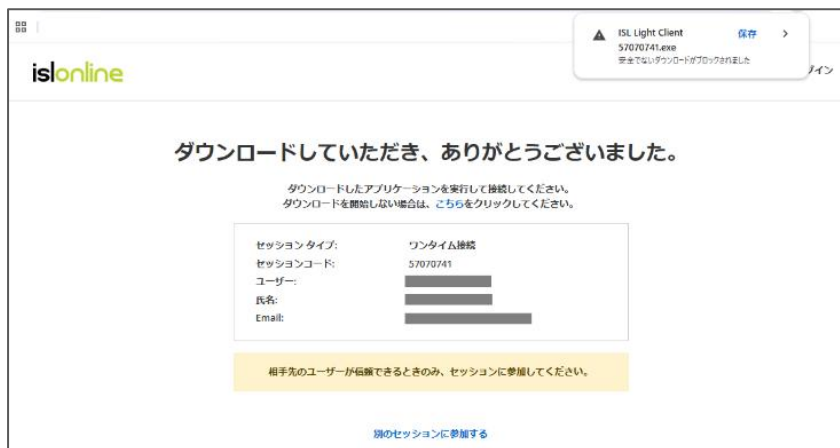 ISL Light Client
57070741.exe
保存
安全でないダウンロードがブロックされました
islonline
グイン
ダウンロードしていただき、ありがとうございました。
ダウンロードしたアプリケーションを実行して接続してください。
ダウンロードを開始しない場合は、こちらをクリックしてください。
セッション タイプ: ワンタイム接続
セッションコード: 57070741
ユーザー:
氏名:
Email:
相手先のユーザーが信頼できるときのみ、セッションに参加してください。
別のセッションに参加する